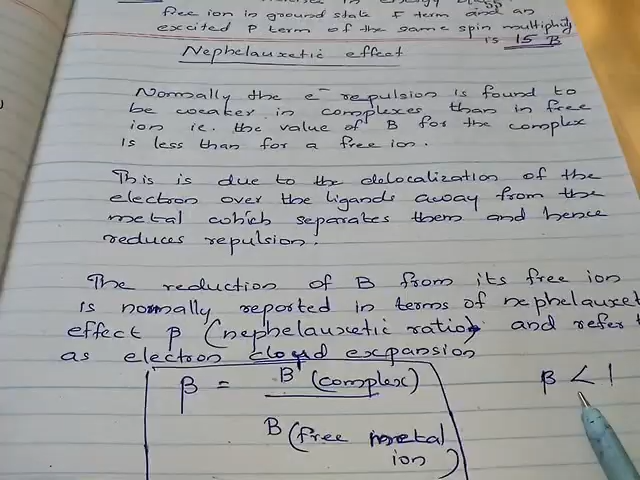 free ion in ground state F term and an
excited P term of the same spin multiplicity
is 15 B
Nephelauxetic effect
Normally the e⁻ repulsion is found to
be weaker in complexes than in free
ion ie. the value of B for the complex
is less than for a free ion.
This is due to the delocalization of the
electron over the ligands away from the
metal which separates them and hence
reduces repulsion.
The reduction of B from its free ion
is normally reported in terms of nephelauxet
effect β (nephelauxetic ratio) and refer t
as electron cloud expansion
β = B' (complex)
B (free metal
ion)
β < 1